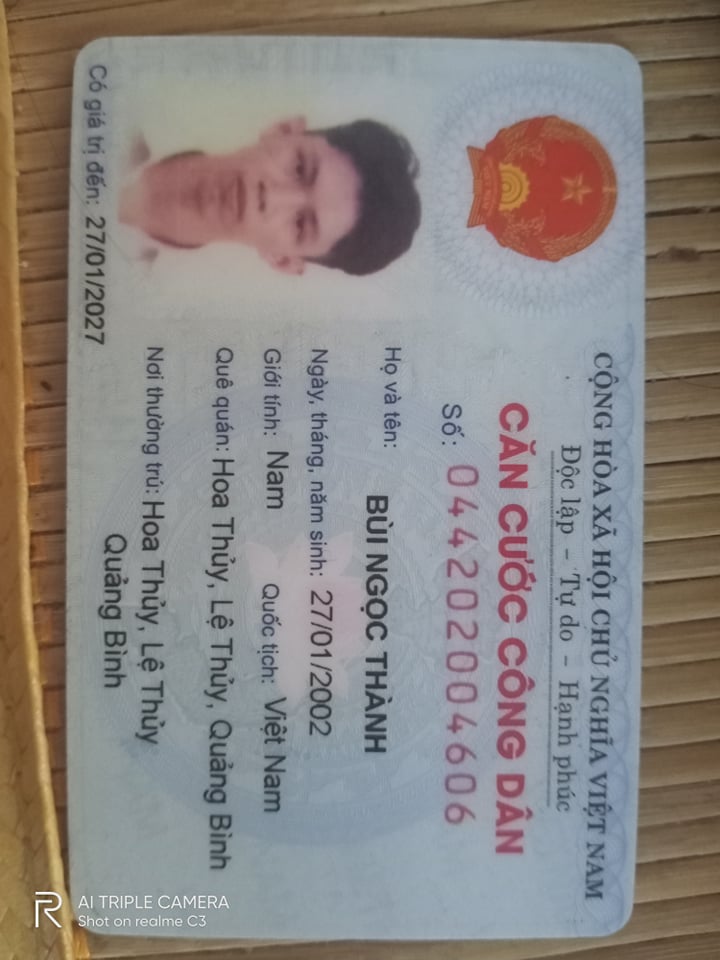 CỘNG HÒA XÃ HỘI CHỦ NGHĨA VIỆT NAM
Độc lập - Tự do - Hạnh phúc
CĂN CƯỚC CÔNG DÂN
Số: 044202004606
Họ và tên:
BÙI NGỌC THÀNH
Ngày, tháng, năm sinh: 27/01/2002
Giới tính: Nam Quốc tịch: Việt Nam
Quê quán: Hoa Thủy, Lệ Thủy, Quảng Bình
Nơi thường trú: Hoa Thủy, Lệ Thủy
Quảng Bình
Có giá trị đến: 27/01/2027
AI TRIPLE CAMERA
Shot on realme C3